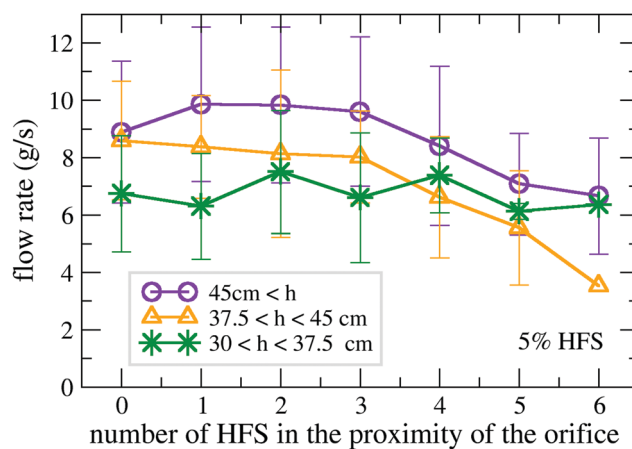 12
10
8
6
4
2
0
flow rate (g/s)
45cm < h
37.5 < h < 45 cm
30 < h < 37.5 cm
5% HFS
0 1 2 3 4 5 6
number of HFS in the proximity of the orifice